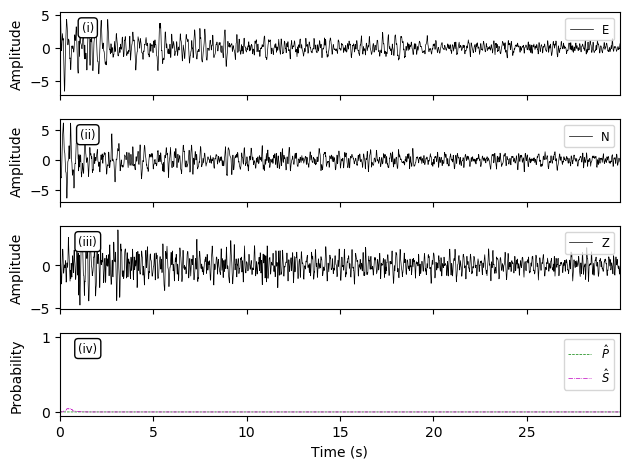 Amplitude
5
0
−5
(i)
E
Amplitude
5
0
−5
(ii)
N
Amplitude
0
−5
(iii)
Z
Probability
1
0
(iv)
P̂
Ŝ
0 5 10 15 20 25
Time (s)